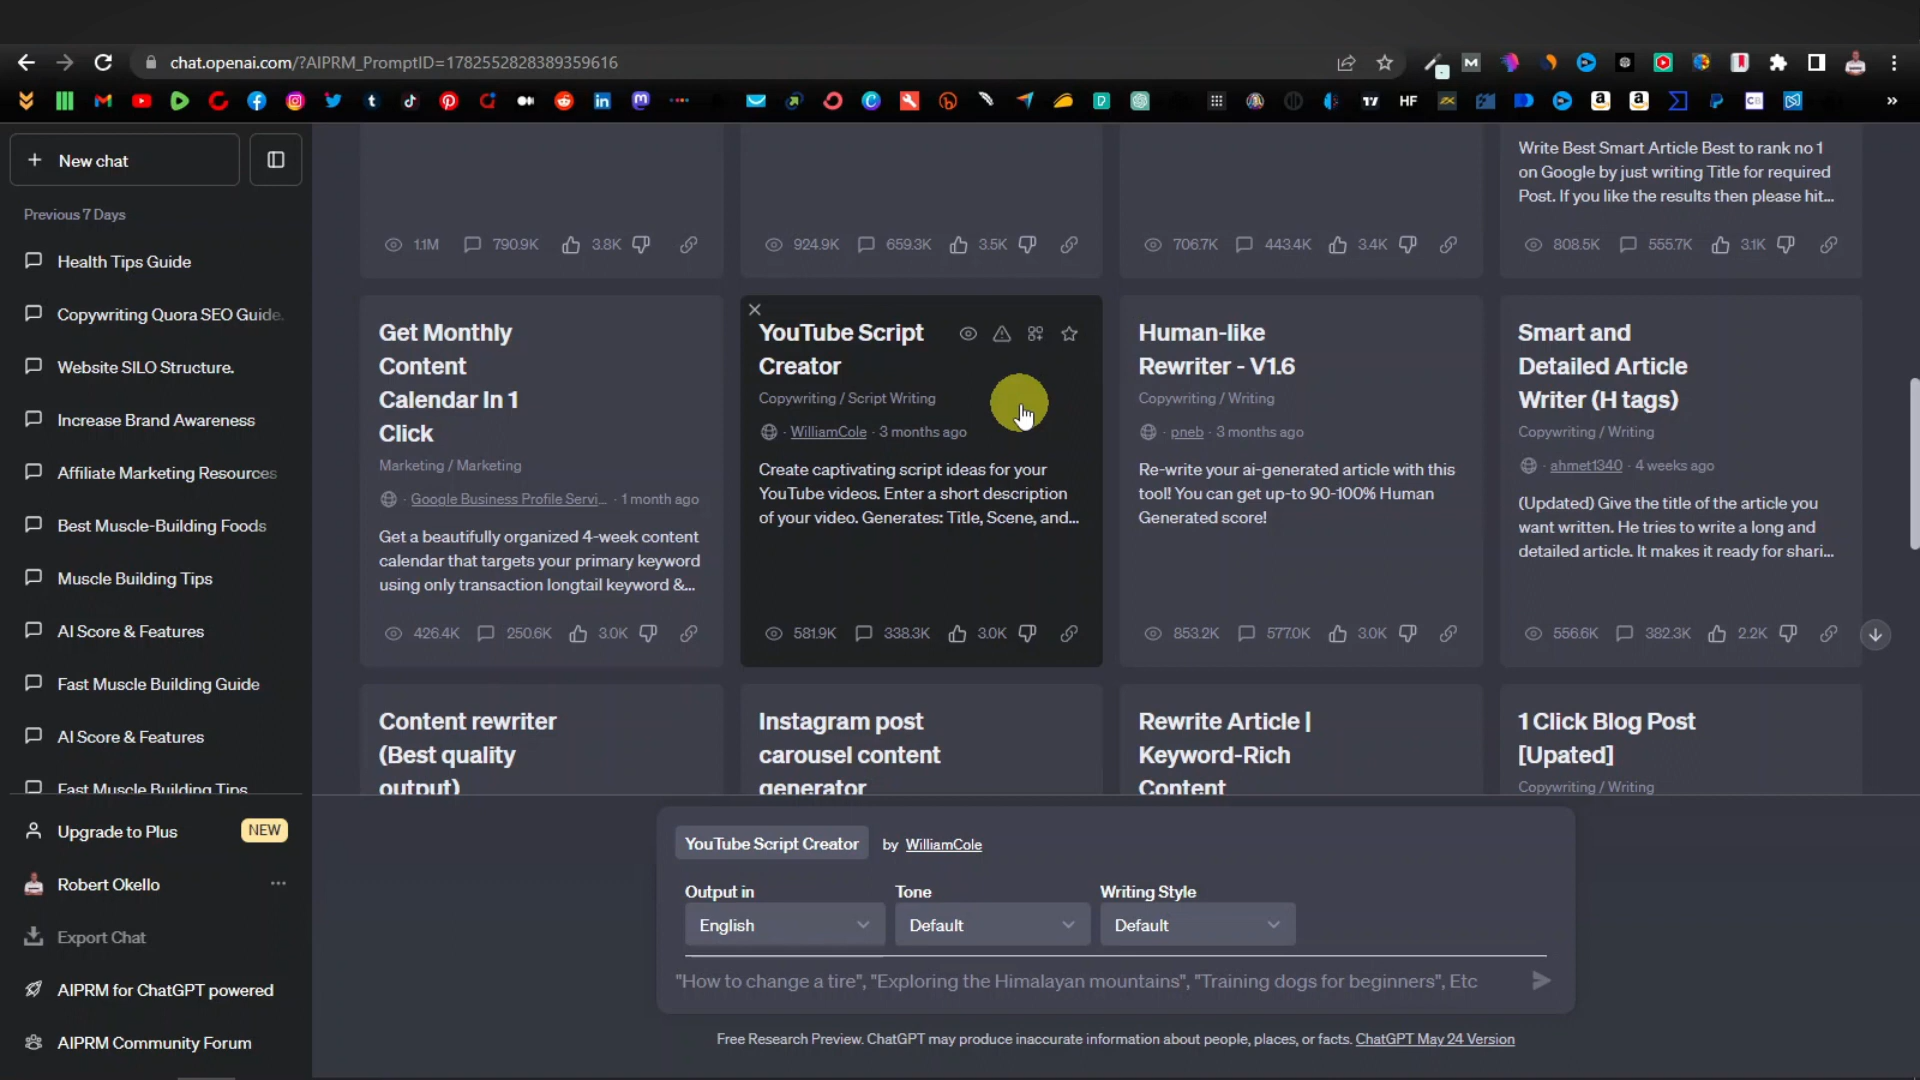 chat.openai.com/?AIPRM_PromptID=1782552828389359616
HF
New chat
Previous 7 Days
Health Tips Guide
Copywriting Quora SEO Guide.
Website SILO Structure.
Increase Brand Awareness
Affiliate Marketing Resources
Best Muscle-Building Foods
Muscle Building Tips
AI Score & Features
Fast Muscle Building Guide
AI Score & Features
Fast Muscle Building Tips
Upgrade to Plus NEW
Robert Okello
Export Chat
AIPRM for ChatGPT powered
AIPRM Community Forum
1.1M 790.9K 3.8K
924.9K 659.3K 3.5K
706.7K 443.4K 3.4K
Write Best Smart Article Best to rank no 1
on Google by just writing Title for required
Post. If you like the results then please hit...
808.5K 555.7K 3.1K
Get Monthly
Content
Calendar In 1
Click
Marketing / Marketing
· Google Business Profile Servi... · 1 month ago
Get a beautifully organized 4-week content
calendar that targets your primary keyword
using only transaction longtail keyword &...
426.4K 250.6K 3.0K
YouTube Script
Creator
Copywriting / Script Writing
· WilliamCole · 3 months ago
Create captivating script ideas for your
YouTube videos. Enter a short description
of your video. Generates: Title, Scene, and...
581.9K 338.3K 3.0K
Human-like
Rewriter - V1.6
Copywriting / Writing
· pneb · 3 months ago
Re-write your ai-generated article with this
tool! You can get up-to 90-100% Human
Generated score!
853.2K 577.0K 3.0K
Smart and
Detailed Article
Writer (H tags)
Copywriting / Writing
· ahmet1340 · 4 weeks ago
(Updated) Give the title of the article you
want written. He tries to write a long and
detailed article. It makes it ready for shari...
556.6K 382.3K 2.2K
Content rewriter
(Best quality
output)
Instagram post
carousel content
generator
Rewrite Article |
Keyword-Rich
Content
1 Click Blog Post
[Upated]
Copywriting / Writing
YouTube Script Creator by WilliamCole
Output in Tone Writing Style
English Default Default
"How to change a tire", "Exploring the Himalayan mountains", "Training dogs for beginners", Etc
Free Research Preview. ChatGPT may produce inaccurate information about people, places, or facts. ChatGPT May 24 Version